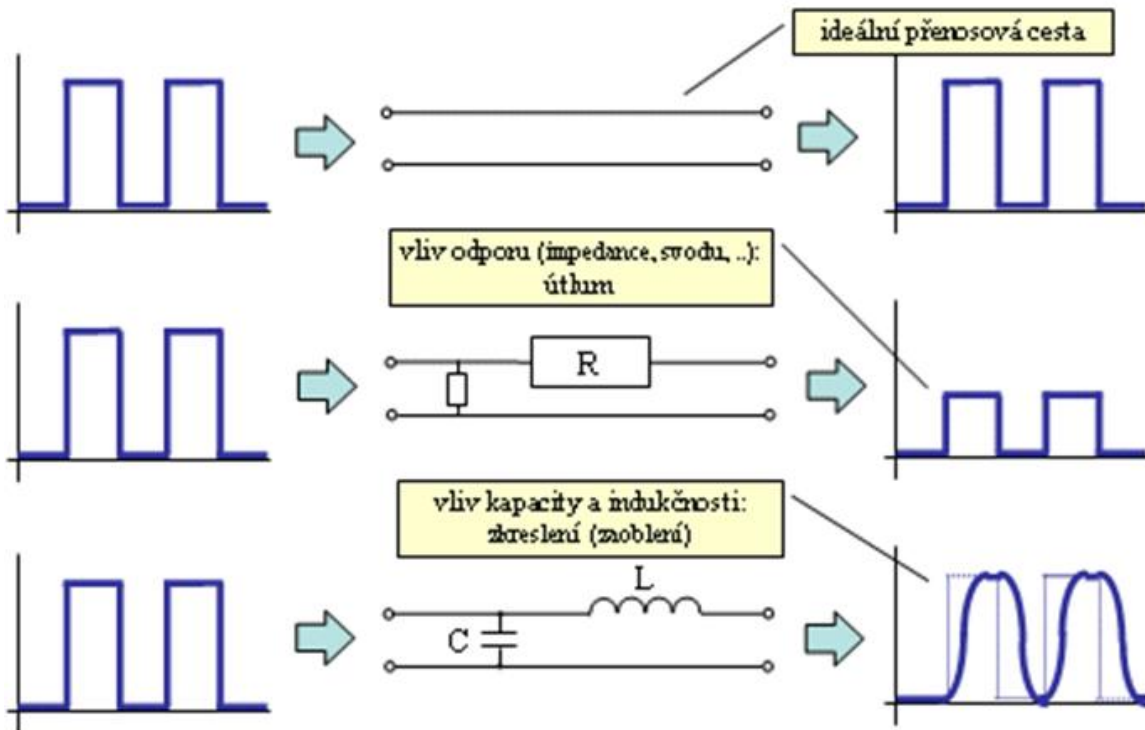 ideální přenosová cesta
vliv odporu (impedance, svodu, ..):
útlum
R
vliv kapacity a indukčnosti:
zkreslení (zaoblení)
L
C